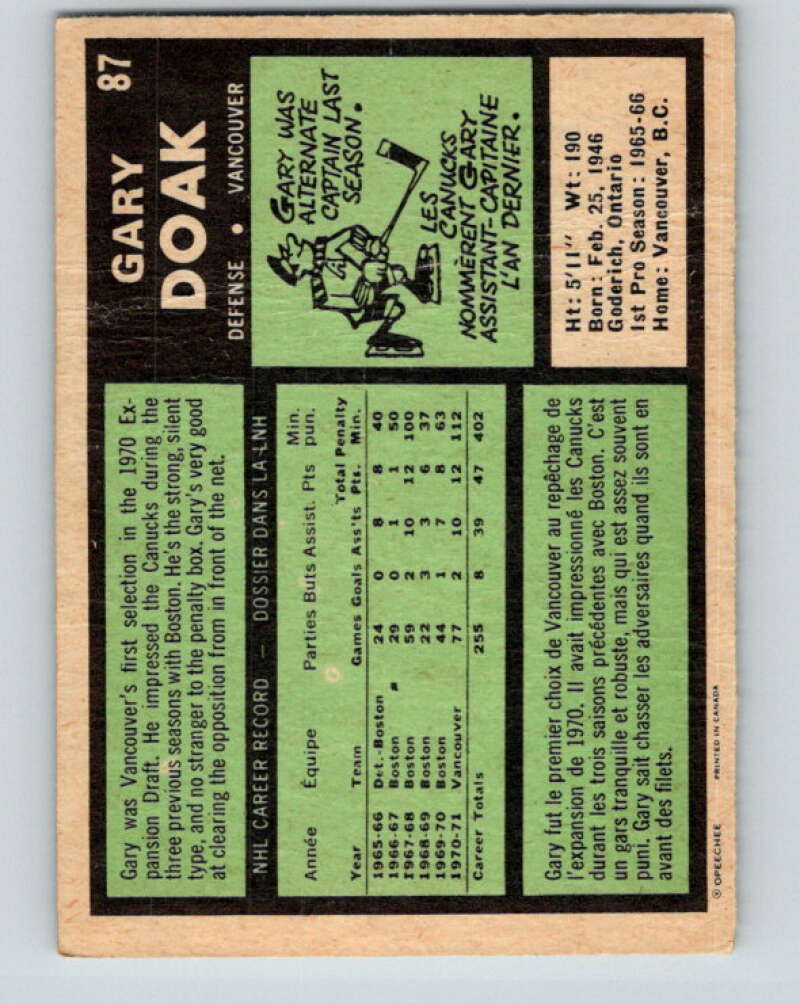 GARY 87
DOAK
DEFENSE • VANCOUVER
Gary was Vancouver's first selection in the 1970 Ex-
pansion Draft. He impressed the Canucks during the
three previous seasons with Boston. He's the strong, silent
type, and no stranger to the penalty box. Gary's very good
at clearing the opposition from in front of the net.
GARY WAS
ALTERNATE
CAPTAIN LAST
SEASON.
LES
CANUCKS
NOMMÈRENT GARY
ASSISTANT-CAPITAINE
L'AN DERNIER.
NHL CAREER RECORD — DOSSIER DANS LA LNH
Année Équipe Parties Buts Assist. Pts Min. pun.
Year Team Games Goals Ass'ts Total Pts. Penalty Min.
1965-66 Det.-Boston 24 0 8 8 40
1966-67 Boston 29 0 1 1 50
1967-68 Boston 59 2 10 12 100
1968-69 Boston 22 3 3 6 37
1969-70 Boston 44 1 7 8 63
1970-71 Vancouver 77 2 10 12 112
Career Totals 255 8 39 47 402
Ht: 5'11" Wt: 190
Born: Feb. 25, 1946
Goderich, Ontario
1st Pro Season: 1965-66
Home: Vancouver, B.C.
Gary fut le premier choix de Vancouver au repêchage de
l'expansion de 1970. Il avait impressionné les Canucks
durant les trois saisons précédentes avec Boston. C'est
un gars tranquille et robuste, mais qui est assez souvent
puni. Gary sait chasser les adversaires quand ils sont en
avant des filets.
© OPEECHEE PRINTED IN CANADA